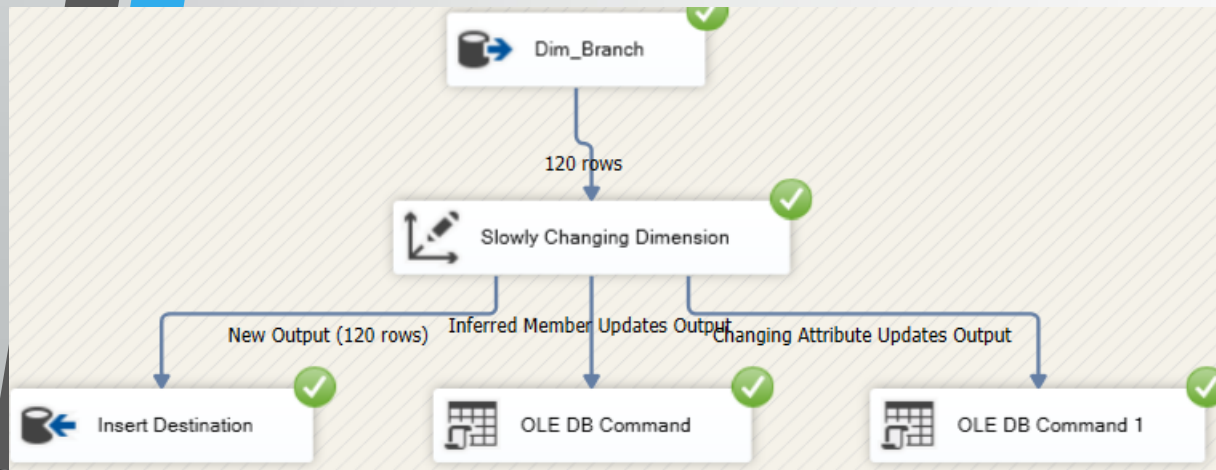 Dim_Branch
120 rows
Slowly Changing Dimension
New Output (120 rows)
Inferred Member Updates Output
Changing Attribute Updates Output
Insert Destination
OLE DB Command
OLE DB Command 1